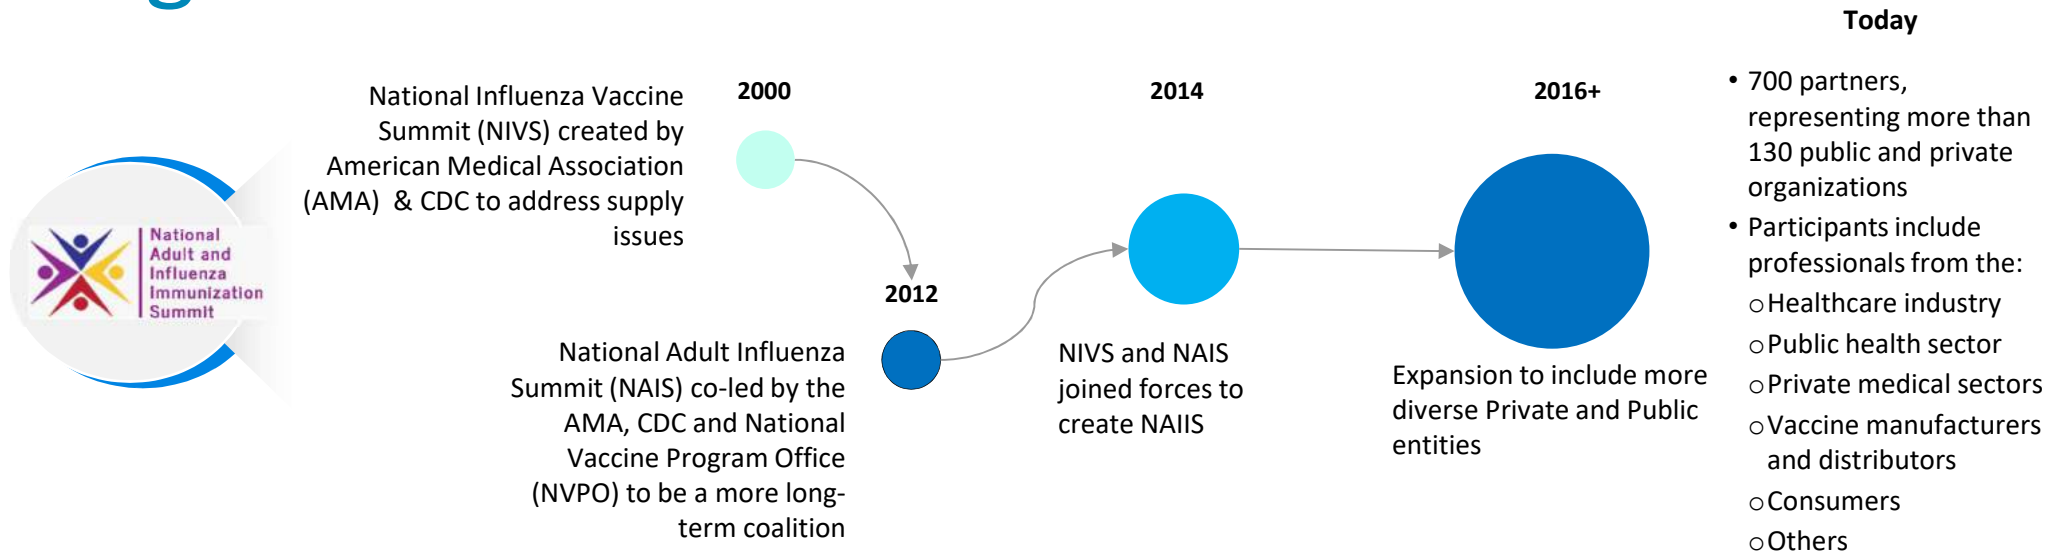 National
Adult and
Influenza
Immunization
Summit
2000
National Influenza Vaccine
Summit (NIVS) created by
American Medical Association
(AMA)  & CDC to address supply
issues
2012
National Adult Influenza
Summit (NAIS) co-led by the
AMA, CDC and National
Vaccine Program Office
(NVPO) to be a more long-
term coalition
2014
NIVS and NAIS
joined forces to
create NAIIS
2016+
Expansion to include more
diverse Private and Public
entities
Today
• 700 partners,
representing more than
130 public and private
organizations
• Participants include
professionals from the:
o Healthcare industry
o Public health sector
o Private medical sectors
o Vaccine manufacturers
and distributors
o Consumers
o Others